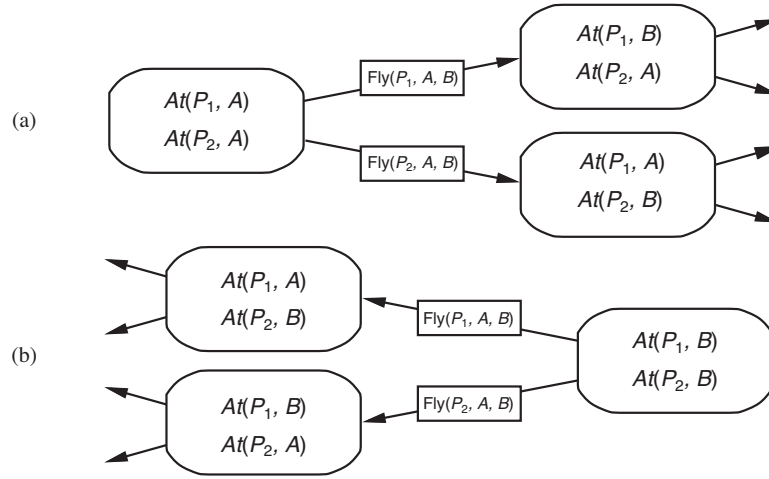 (a)
At(P₁, A)
At(P₂, A)
Fly(P₁, A, B)
Fly(P₂, A, B)
At(P₁, B)
At(P₂, A)
At(P₁, A)
At(P₂, B)
(b)
At(P₁, A)
At(P₂, B)
At(P₁, B)
At(P₂, A)
Fly(P₁, A, B)
Fly(P₂, A, B)
At(P₁, B)
At(P₂, B)